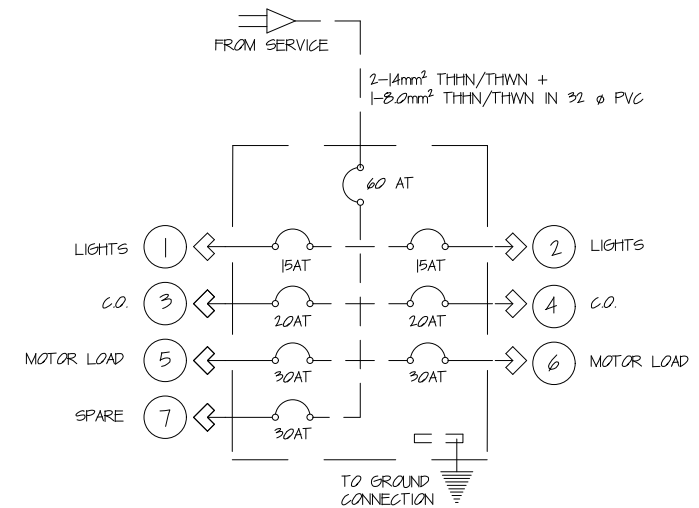 FROM SERVICE
2-14mm² THHN/THWN +
1-8.0mm² THHN/THWN IN 32 ø PVC
60 AT
LIGHTS 1 15AT 15AT 2 LIGHTS
C.O. 3 20AT 20AT 4 C.O.
MOTOR LOAD 5 30AT 30AT 6 MOTOR LOAD
SPARE 7 30AT
TO GROUND
CONNECTION